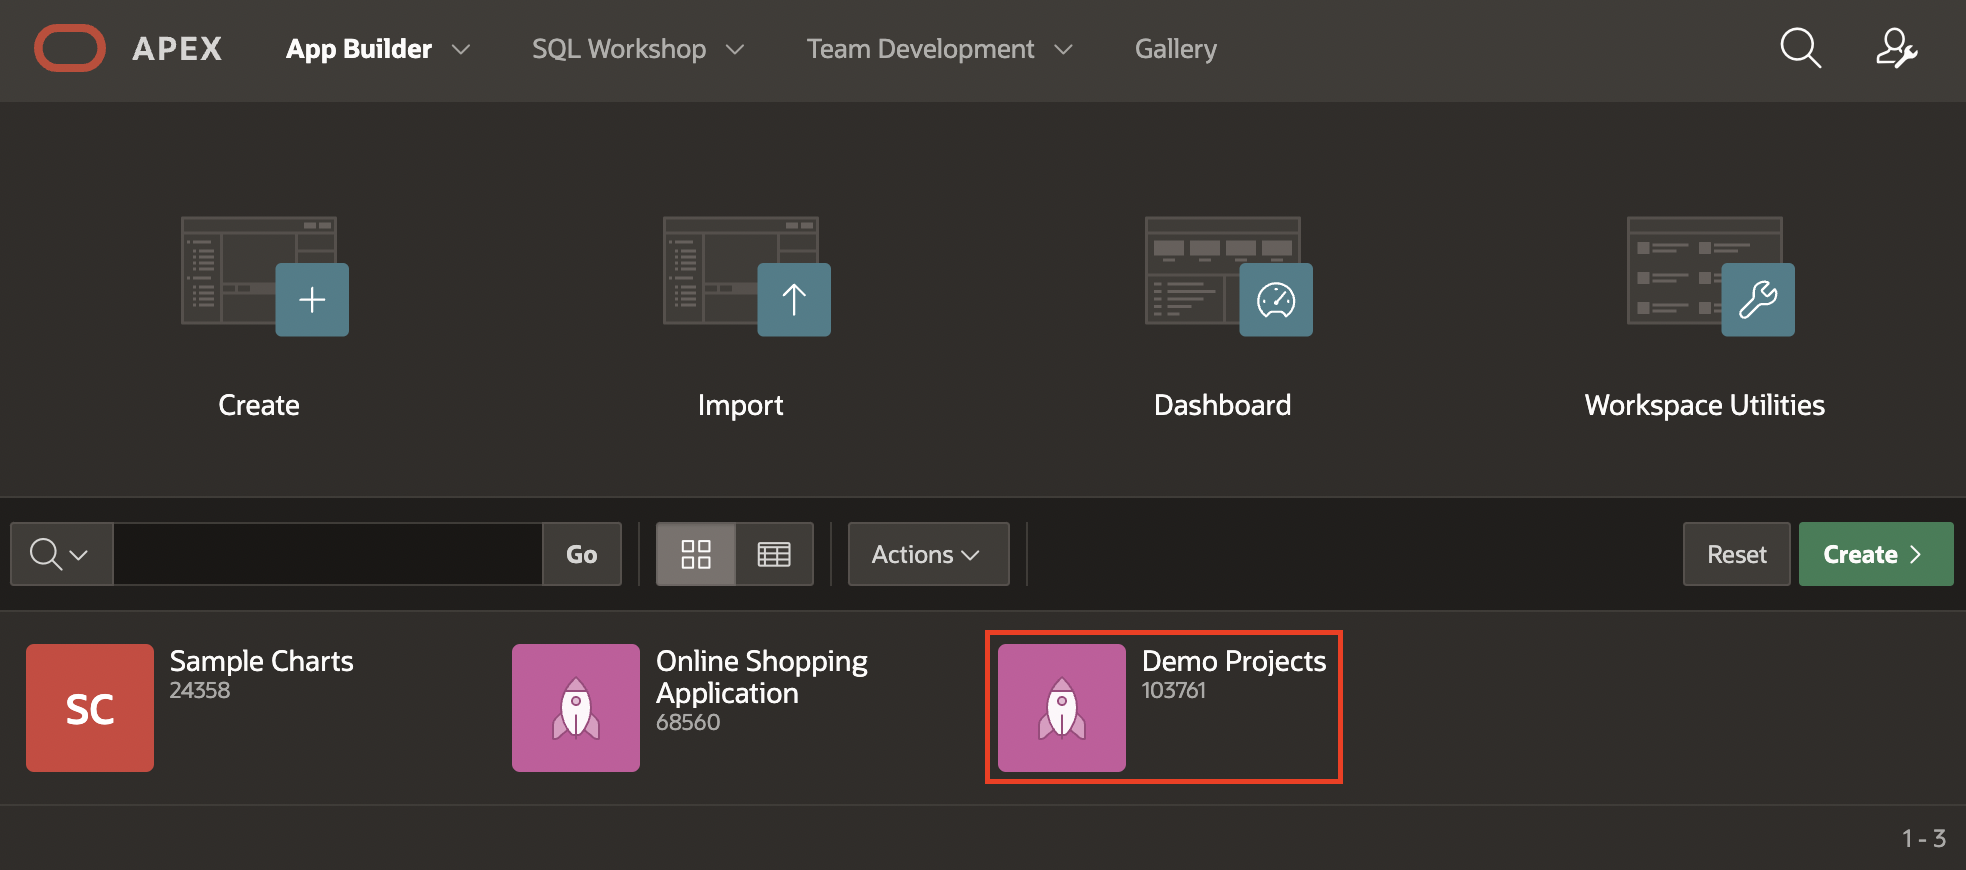 APEX App Builder SQL Workshop Team Development Gallery
Create Import Dashboard Workspace Utilities
Go Actions Reset Create
SC
Sample Charts
24358
Online Shopping
Application
68560
Demo Projects
103761
1 - 3